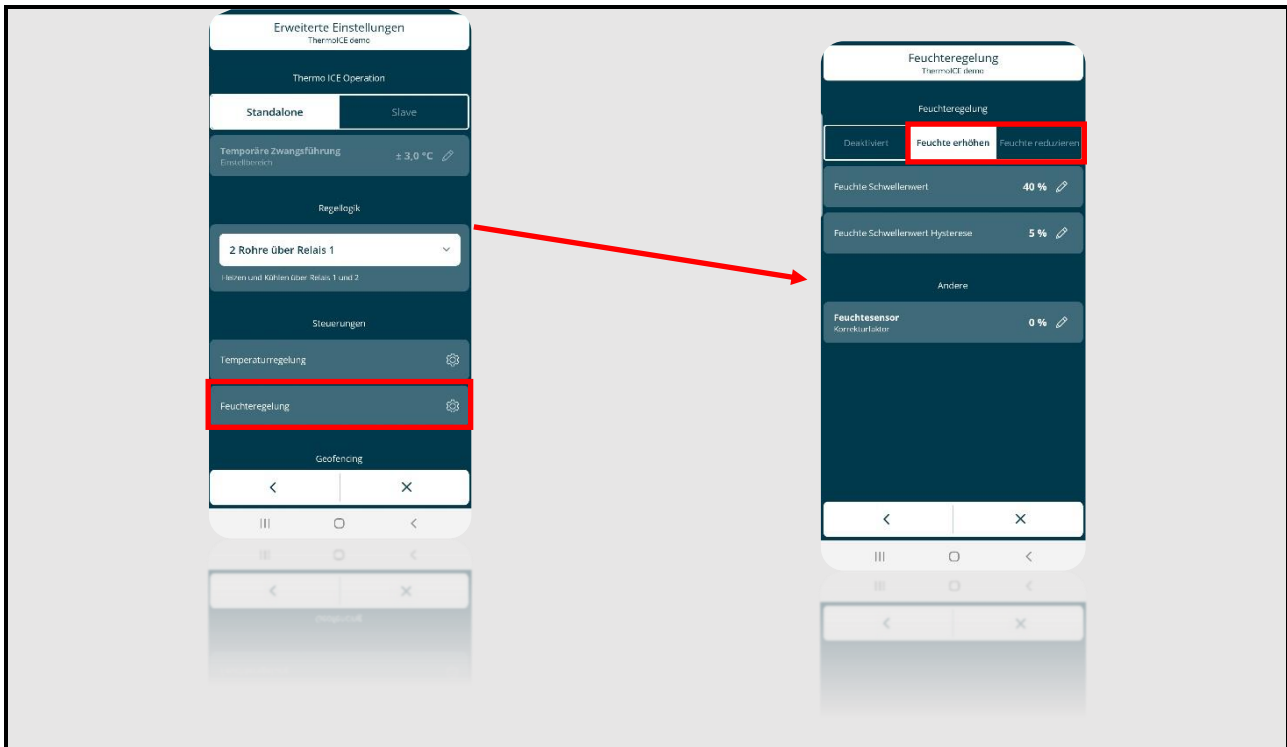 Erweiterte Einstellungen
ThermoICE demo
Thermo ICE Operation
Standalone
Slave
Temporäre Zwangsführung
Einstellbereich
± 3,0 °C
Regellogik
2 Rohre über Relais 1
Heizen und Kühlen über Relais 1 und 2
Steuerungen
Temperaturregelung
Feuchteregelung
Geofencing
Feuchteregelung
ThermoICE demo
Feuchteregelung
Deaktiviert
Feuchte erhöhen
Feuchte reduzieren
Feuchte Schwellenwert
40 %
Feuchte Schwellenwert Hysterese
5 %
Andere
Feuchtesensor
Korrekturfaktor
0 %